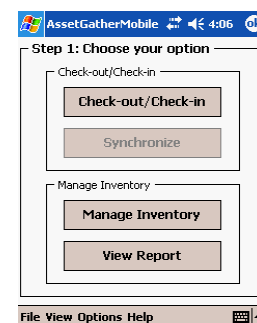 AssetGatherMobile 4:06 ok
Step 1: Choose your option
Check-out/Check-in
Check-out/Check-in
Synchronize
Manage Inventory
Manage Inventory
View Report
File View Options Help